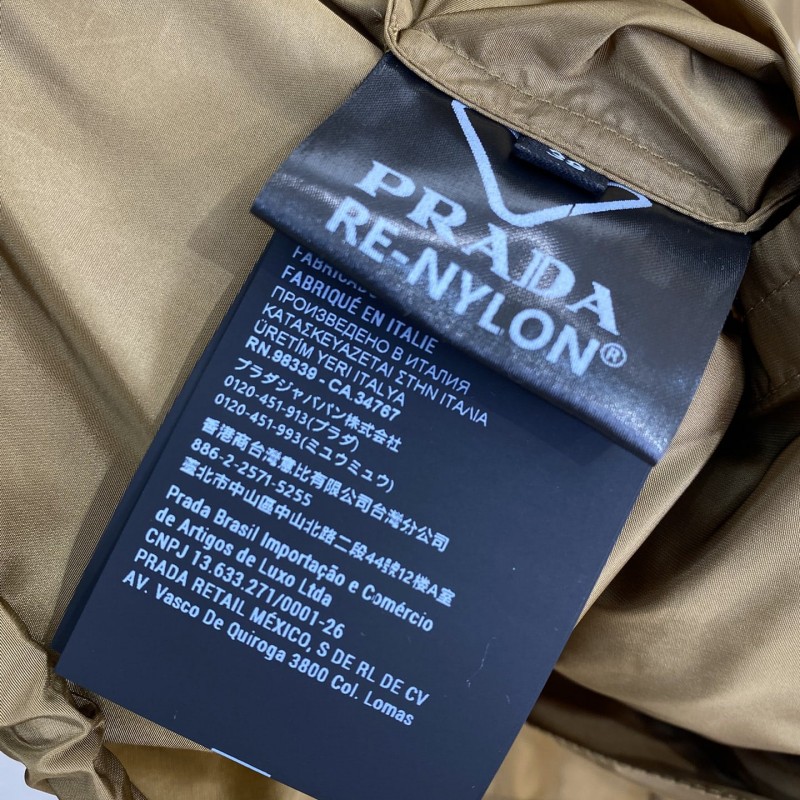 38
PRADA
RE-NYLON®
FABRIQUÉ EN ITALIE
ПРОИЗВЕДЕНО В ИТАЛИЯ
ΚΑΤΑΣΚΕΥΑΖΕΤΑΙ ΣΤΗΝ ΙΤΑΛΙΑ
ÜRETİM YERİ ITALYA
RN.98339 - CA.34767
プラダジャパン株式会社
0120-451-913(プラダ)
0120-451-993(ミュウミュウ)
香港商台灣意比有限公司台灣分公司
886-2-2571-5255
臺北市中山區中山北路二段44號12樓A室
Prada Brasil Importação e Comércio
de Artigos de Luxo Ltda
CNPJ 13.633.271/0001-26
PRADA RETAIL MÉXICO, S DE RL DE CV
AV. Vasco De Quiroga 3800 Col. Lomas